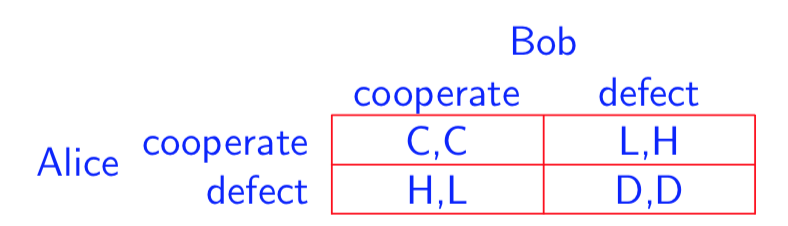 Bob
cooperate defect
Alice cooperate C,C L,H
defect H,L D,D